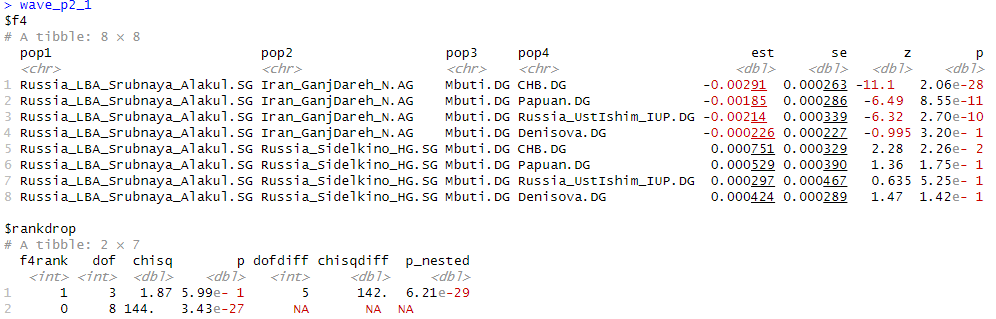 > wave_p2_1
$f4
# A tibble: 8 × 8
pop1 pop2 pop3 pop4 est se z p
<chr> <chr> <chr> <chr> <dbl> <dbl> <dbl> <dbl>
1 Russia_LBA_Srubnaya_Alakul.SG Iran_GanjDareh_N.AG Mbuti.DG CHB.DG -0.00291 0.000263 -11.1 2.06e-28
2 Russia_LBA_Srubnaya_Alakul.SG Iran_GanjDareh_N.AG Mbuti.DG Papuan.DG -0.00185 0.000286 -6.49 8.55e-11
3 Russia_LBA_Srubnaya_Alakul.SG Iran_GanjDareh_N.AG Mbuti.DG Russia_UstIshim_IUP.DG -0.00214 0.000339 -6.32 2.70e-10
4 Russia_LBA_Srubnaya_Alakul.SG Iran_GanjDareh_N.AG Mbuti.DG Denisova.DG -0.000226 0.000227 -0.995 3.20e- 1
5 Russia_LBA_Srubnaya_Alakul.SG Russia_Sidelkino_HG.SG Mbuti.DG CHB.DG 0.000751 0.000329 2.28 2.26e- 2
6 Russia_LBA_Srubnaya_Alakul.SG Russia_Sidelkino_HG.SG Mbuti.DG Papuan.DG 0.000529 0.000390 1.36 1.75e- 1
7 Russia_LBA_Srubnaya_Alakul.SG Russia_Sidelkino_HG.SG Mbuti.DG Russia_UstIshim_IUP.DG 0.000297 0.000467 0.635 5.25e- 1
8 Russia_LBA_Srubnaya_Alakul.SG Russia_Sidelkino_HG.SG Mbuti.DG Denisova.DG 0.000424 0.000289 1.47 1.42e- 1
$rankdrop
# A tibble: 2 × 7
f4rank dof chisq p dofdiff chisqdiff p_nested
<int> <int> <dbl> <dbl> <int> <dbl> <dbl>
1 1 3 1.87 5.99e- 1 5 142. 6.21e-29
2 0 8 144. 3.43e-27 NA NA NA